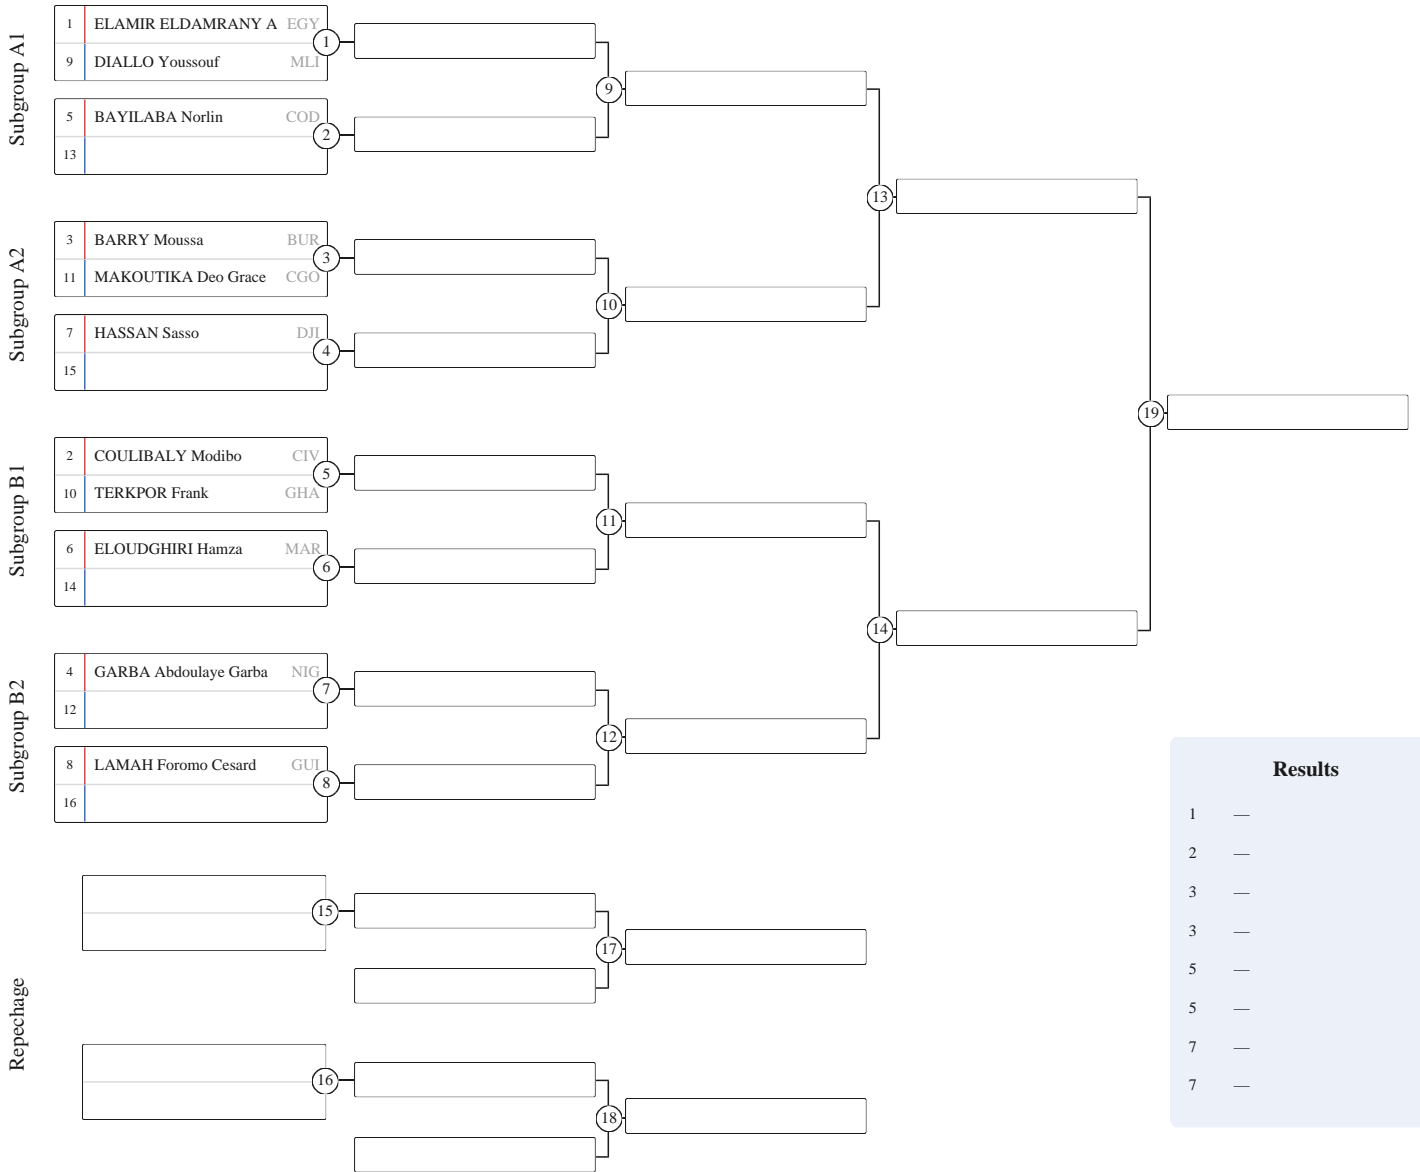 Subgroup A1
1 ELAMIR ELDAMRANY A EGY
9 DIALLO Youssouf MLI
1
5 BAYILABA Norlin COD
13
2
9
Subgroup A2
3 BARRY Moussa BUR
11 MAKOUTIKA Deo Grace CGO
3
7 HASSAN Sasso DJI
15
4
10
13
Subgroup B1
2 COULIBALY Modibo CIV
10 TERKPOR Frank GHA
5
6 ELOUDGHIRI Hamza MAR
14
6
11
Subgroup B2
4 GARBA Abdoulaye Garba NIG
12
7
8 LAMAH Foromo Cesard GUI
16
8
12
14
19
Repechage
15
17
16
18
Results
1 —
2 —
3 —
3 —
5 —
5 —
7 —
7 —